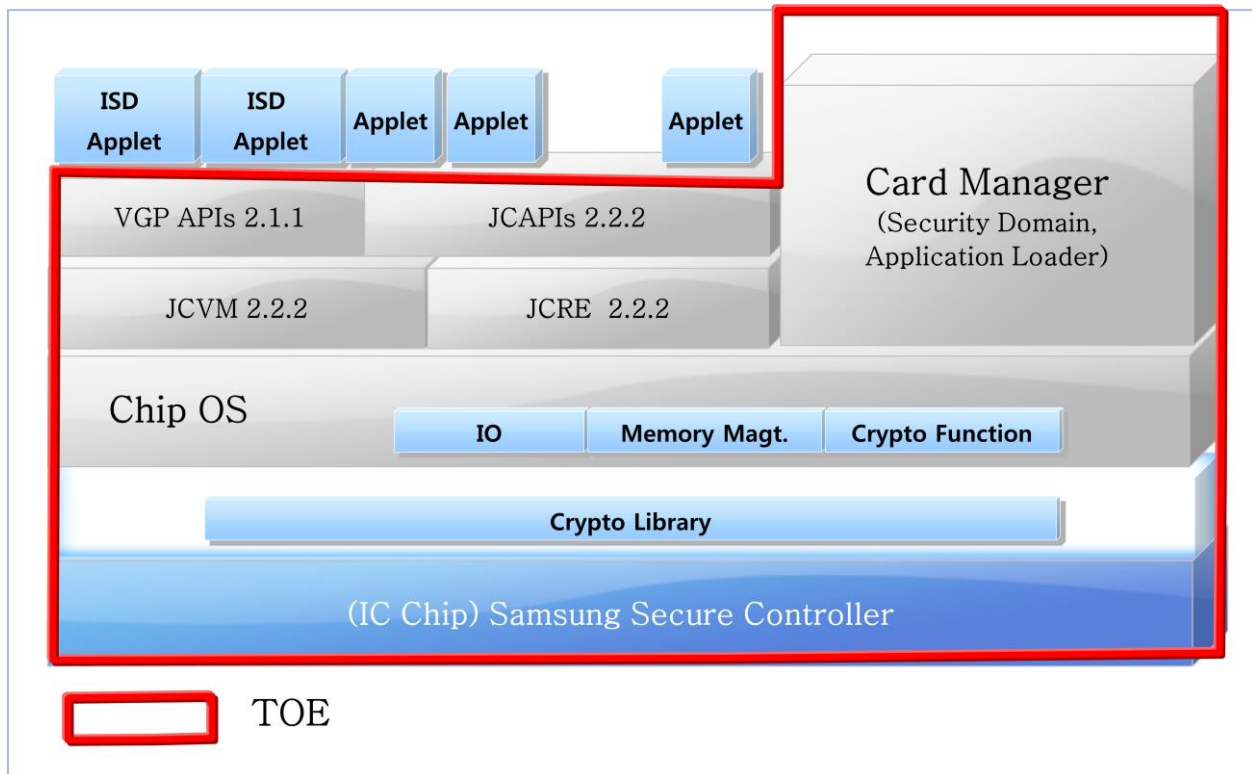 ISD
Applet
ISD
Applet
Applet
Applet
Applet
Card Manager
(Security Domain,
Application Loader)
VGP APIs 2.1.1
JCAPIs 2.2.2
JCVM 2.2.2
JCRE 2.2.2
Chip OS
IO
Memory Magt.
Crypto Function
Crypto Library
(IC Chip) Samsung Secure Controller
TOE